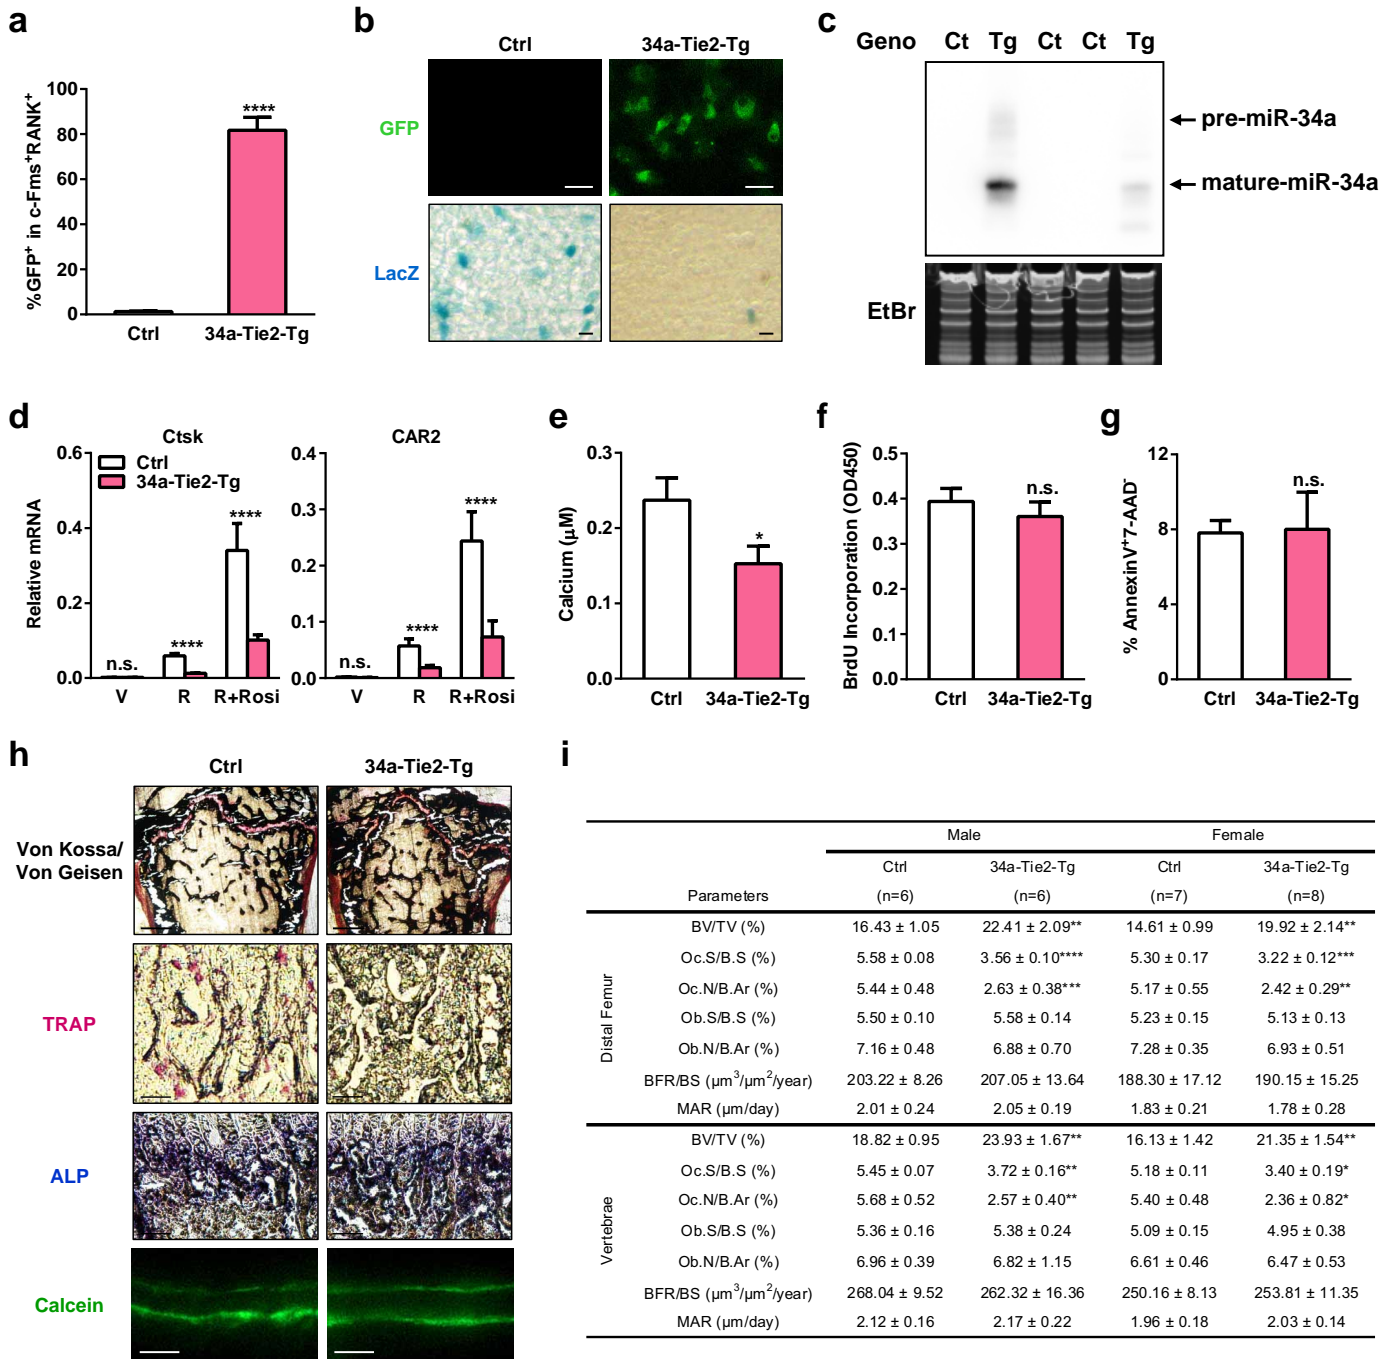 a
%GFP⁺ in c-Fms⁺RANK⁺
100
80
60
40
20
0
****
Ctrl
34a-Tie2-Tg
b
Ctrl
34a-Tie2-Tg
GFP
LacZ
c
Geno Ct Tg Ct Ct Tg
pre-miR-34a
mature-miR-34a
EtBr
d
Ctsk
Relative mRNA
0.6
0.4
0.2
0.0
Ctrl
34a-Tie2-Tg
n.s.
****
****
V R R+Rosi
CAR2
0.4
0.3
0.2
0.1
0.0
n.s.
****
****
V R R+Rosi
e
Calcium (µM)
0.3
0.2
0.1
0.0
*
Ctrl 34a-Tie2-Tg
f
BrdU Incorporation (OD450)
0.5
0.4
0.3
0.2
0.1
0.0
n.s.
Ctrl 34a-Tie2-Tg
g
% AnnexinV⁺7-AAD⁻
12
8
4
0
n.s.
Ctrl 34a-Tie2-Tg
h
Ctrl 34a-Tie2-Tg
Von Kossa/
Von Geisen
TRAP
ALP
Calcein
i
Male Female
Ctrl 34a-Tie2-Tg Ctrl 34a-Tie2-Tg
Parameters (n=6) (n=6) (n=7) (n=8)
Distal Femur
BV/TV (%) 16.43 ± 1.05 22.41 ± 2.09** 14.61 ± 0.99 19.92 ± 2.14**
Oc.S/B.S (%) 5.58 ± 0.08 3.56 ± 0.10**** 5.30 ± 0.17 3.22 ± 0.12***
Oc.N/B.Ar (%) 5.44 ± 0.48 2.63 ± 0.38*** 5.17 ± 0.55 2.42 ± 0.29**
Ob.S/B.S (%) 5.50 ± 0.10 5.58 ± 0.14 5.23 ± 0.15 5.13 ± 0.13
Ob.N/B.Ar (%) 7.16 ± 0.48 6.88 ± 0.70 7.28 ± 0.35 6.93 ± 0.51
BFR/BS (µm³/µm²/year) 203.22 ± 8.26 207.05 ± 13.64 188.30 ± 17.12 190.15 ± 15.25
MAR (µm/day) 2.01 ± 0.24 2.05 ± 0.19 1.83 ± 0.21 1.78 ± 0.28
Vertebrae
BV/TV (%) 18.82 ± 0.95 23.93 ± 1.67** 16.13 ± 1.42 21.35 ± 1.54**
Oc.S/B.S (%) 5.45 ± 0.07 3.72 ± 0.16** 5.18 ± 0.11 3.40 ± 0.19*
Oc.N/B.Ar (%) 5.68 ± 0.52 2.57 ± 0.40** 5.40 ± 0.48 2.36 ± 0.82*
Ob.S/B.S (%) 5.36 ± 0.16 5.38 ± 0.24 5.09 ± 0.15 4.95 ± 0.38
Ob.N/B.Ar (%) 6.96 ± 0.39 6.82 ± 1.15 6.61 ± 0.46 6.47 ± 0.53
BFR/BS (µm³/µm²/year) 268.04 ± 9.52 262.32 ± 16.36 250.16 ± 8.13 253.81 ± 11.35
MAR (µm/day) 2.12 ± 0.16 2.17 ± 0.22 1.96 ± 0.18 2.03 ± 0.14